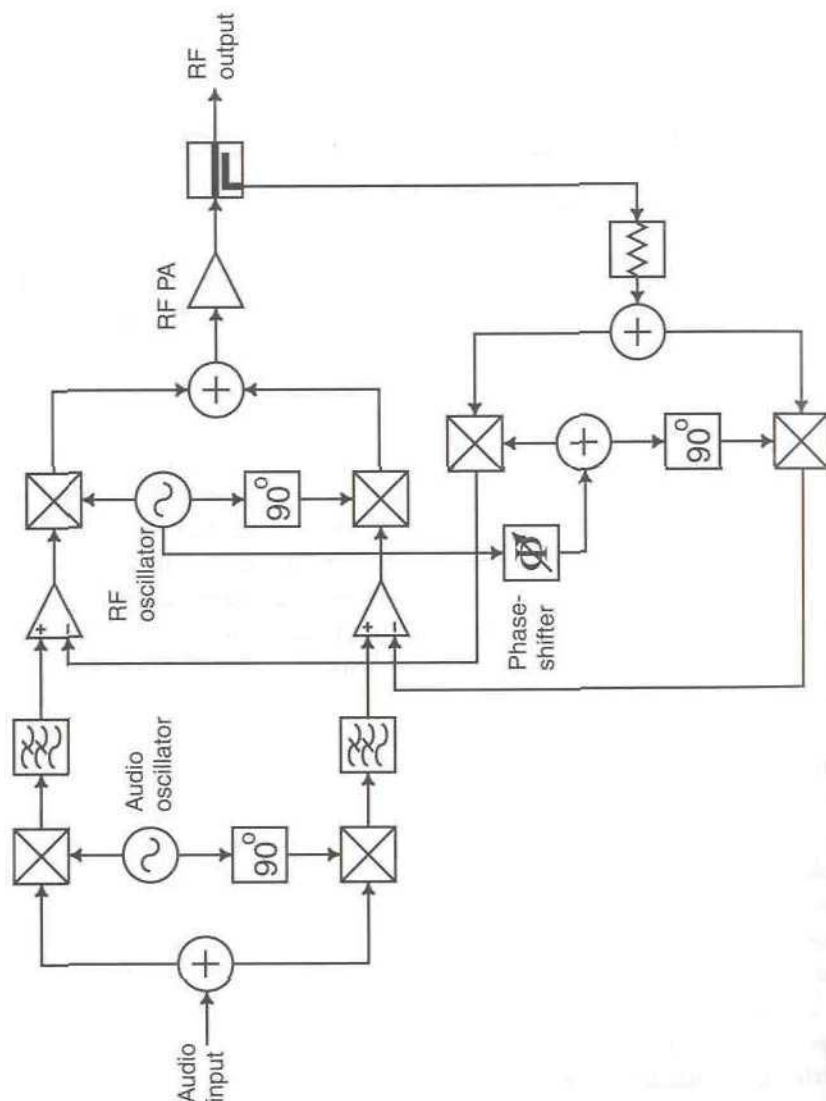 Audio
input
Audio
oscillator
90°
+
-
+
-
RF
oscillator
90°
Φ
Phase-
shifter
90°
RF PA
RF
output